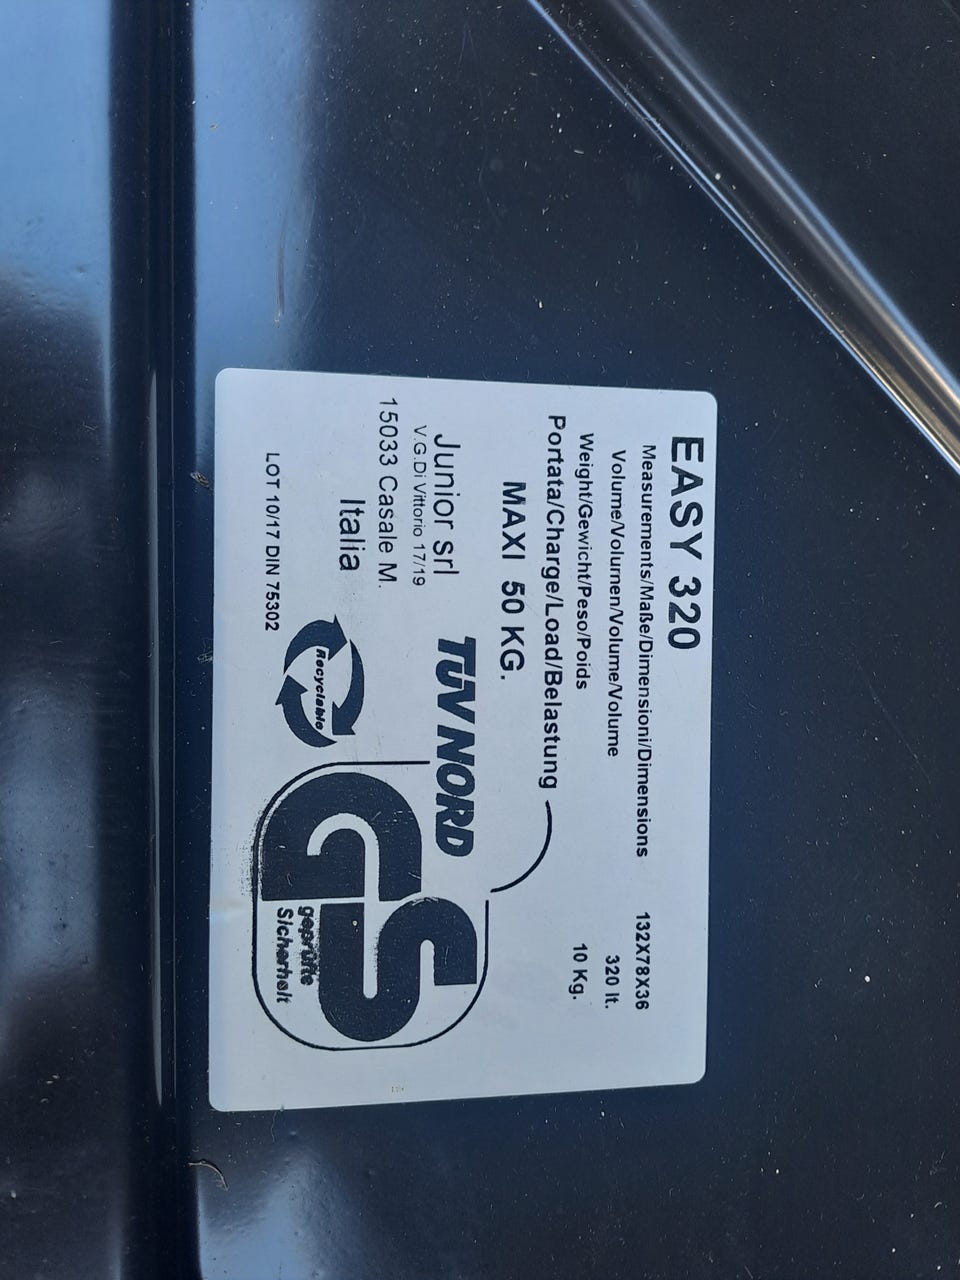 EASY 320
Measurements/Maße/Dimensioni/Dimensions 132X78X36
Volume/Volumen/Volume/Volume 320 lt.
Weight/Gewicht/Peso/Poids 10 Kg.
Portata/Charge/Load/Belastung
MAXI 50 KG.
TÜV NORD
Junior srl
V.G.Di Vittorio 17/19
15033 Casale M.
Italia
Recyclable
GS
geprüfte
Sicherheit
LOT 10/17 DIN 75302